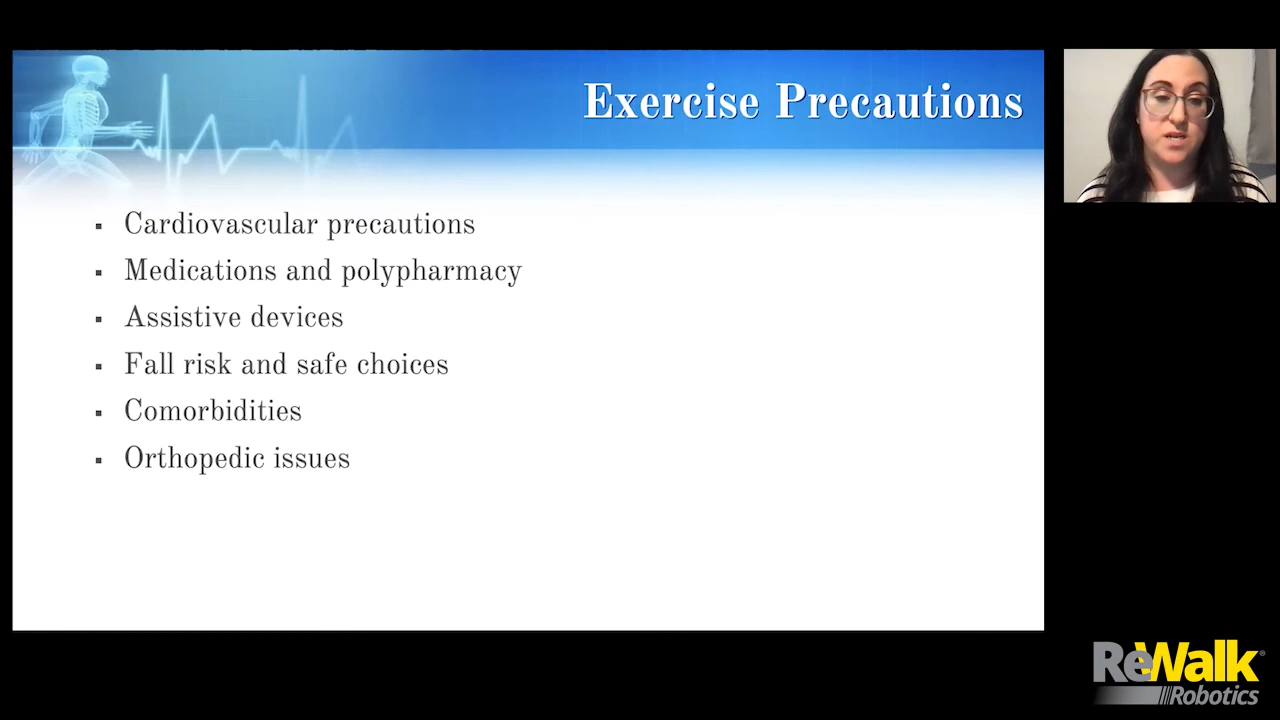 Exercise Precautions
Cardiovascular precautions
Medications and polypharmacy
Assistive devices
Fall risk and safe choices
Comorbidities
Orthopedic issues
ReWalk®
Robotics